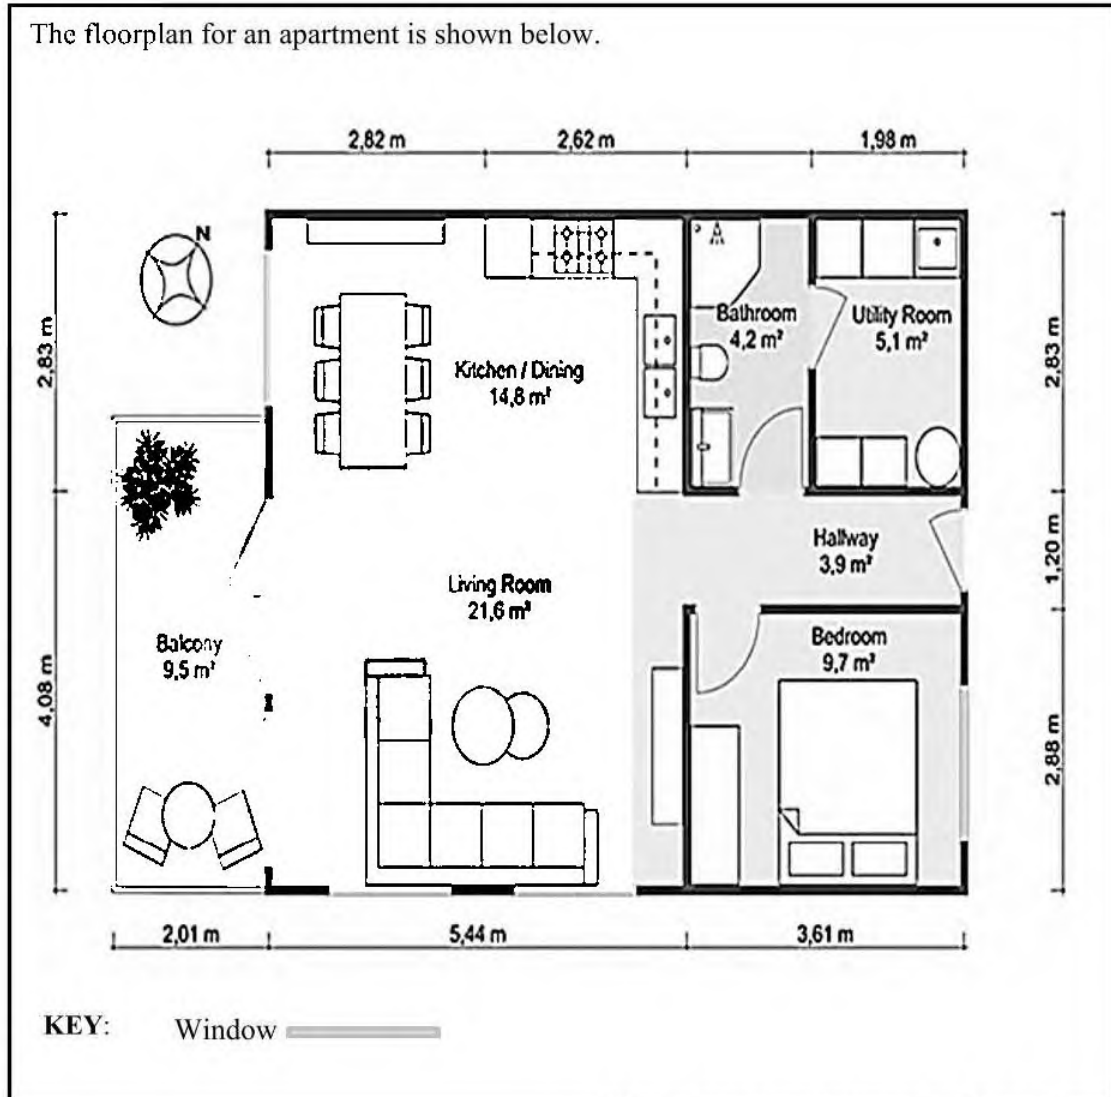 The floorplan for an apartment is shown below.
2,82 m
2,62 m
1,98 m
N
2,83 m
Bathroom
4,2 m²
Utility Room
5,1 m²
2,83 m
Kitchen / Dining
14,8 m²
Hallway
3,9 m²
1,20 m
Living Room
21,6 m²
Balcony
9,5 m²
Bedroom
9,7 m²
4,08 m
2,88 m
2,01 m
5,44 m
3,61 m
KEY: Window